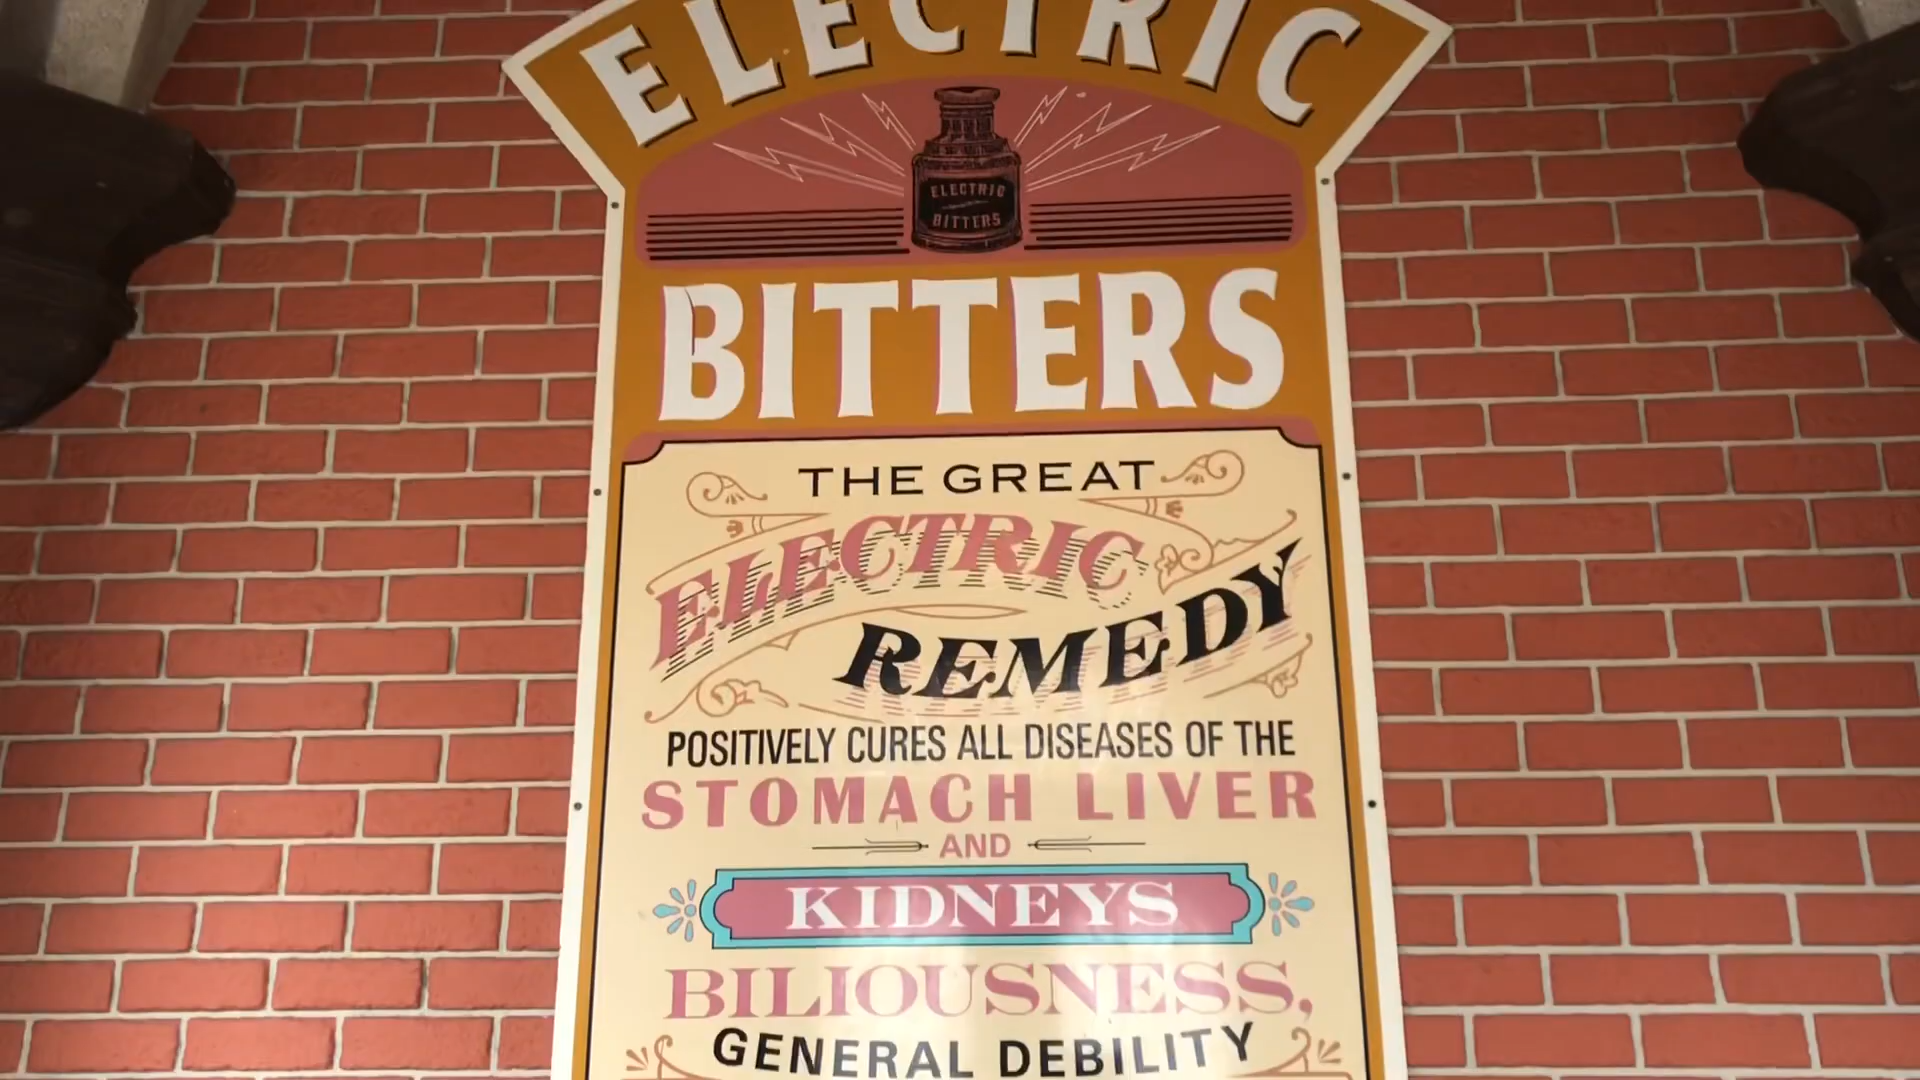 ELECTRIC
ELECTRIC
BITTERS
BITTERS
THE GREAT
ELECTRIC
REMEDY
POSITIVELY CURES ALL DISEASES OF THE
STOMACH LIVER
AND
KIDNEYS
BILIOUSNESS,
GENERAL DEBILITY